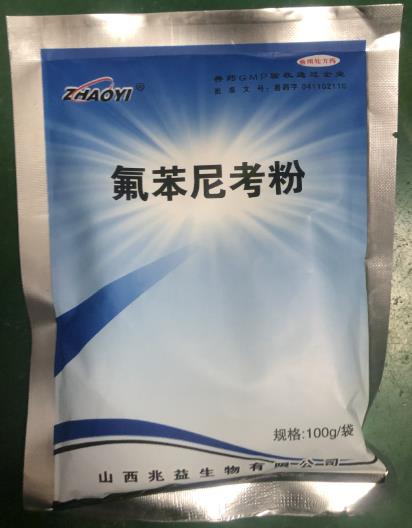 兽用处方药
ZHAOYI®
兽药GMP验收通过企业
批准文号:兽药字 041102110
氟苯尼考粉
规格:100g/袋
山西兆益生物有限公司